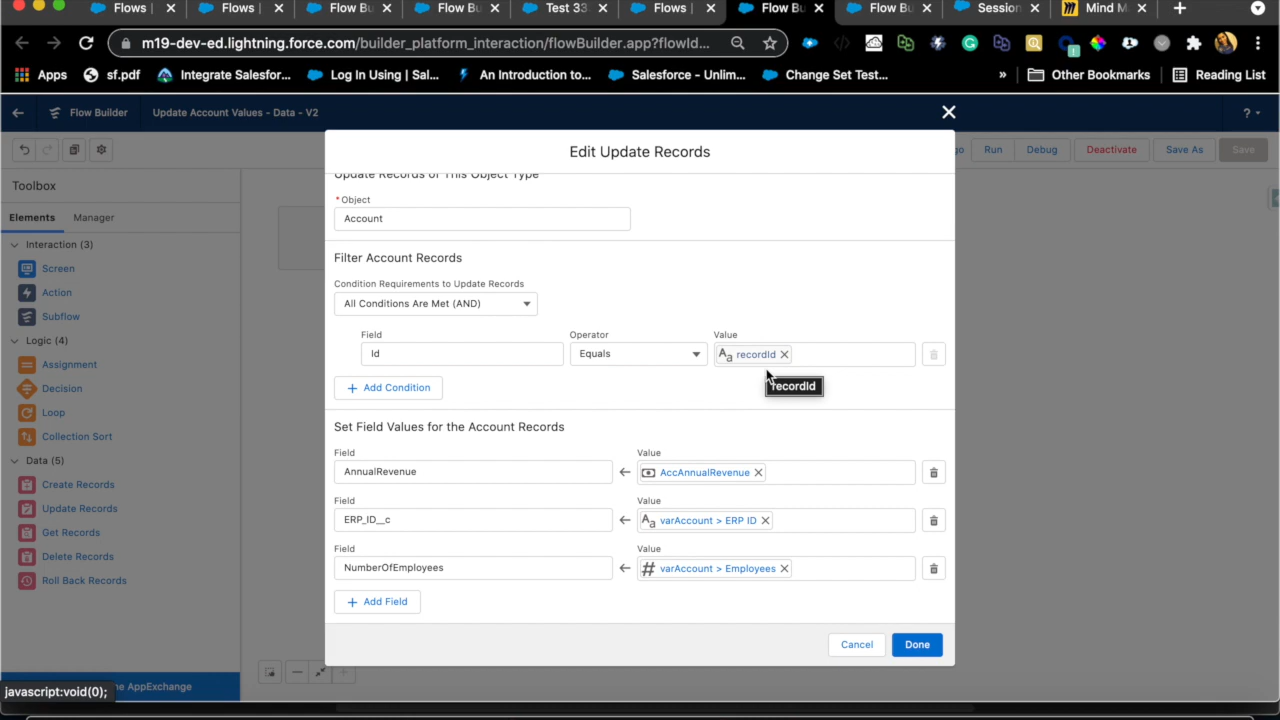 Flows |
Flows |
Flow Bu
Flow Bu
Test 33
Flows |
Flow Bu
Flow Bu
Session
Mind M
m19-dev-ed.lightning.force.com/builder_platform_interaction/flowBuilder.app?flowId...
Apps
sf.pdf
Integrate Salesfor...
Log In Using | Sal...
An Introduction to...
Salesforce - Unlim...
Change Set Test...
»
Other Bookmarks
Reading List
Flow Builder
Update Account Values - Data - V2
?
Edit Update Records
Run
Debug
Deactivate
Save As
Save
Toolbox
Elements
Manager
Interaction (3)
Screen
Action
Subflow
Logic (4)
Assignment
Decision
Loop
Collection Sort
Data (5)
Create Records
Update Records
Get Records
Delete Records
Roll Back Records
javascript:void(0);
he AppExchange
Update Records of This Object Type
* Object
Account
Filter Account Records
Condition Requirements to Update Records
All Conditions Are Met (AND)
Field
Operator
Value
Id
Equals
Aa recordId
recordId
+ Add Condition
Set Field Values for the Account Records
Field
Value
AnnualRevenue
AccAnnualRevenue
Field
Value
ERP_ID__c
Aa varAccount > ERP ID
Field
Value
NumberOfEmployees
# varAccount > Employees
+ Add Field
Cancel
Done